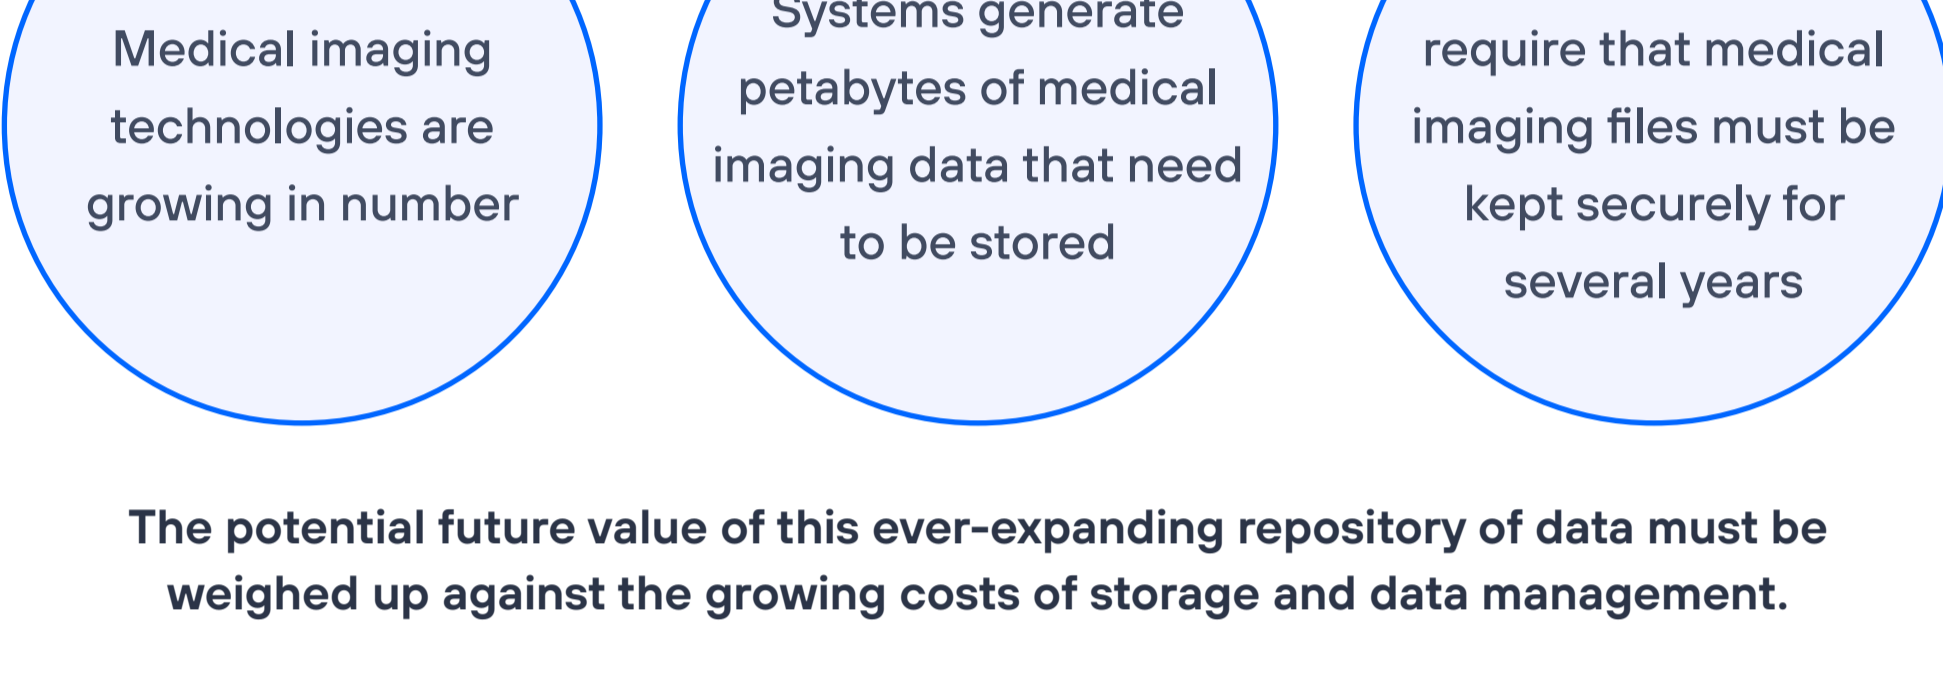 Medical imaging
technologies are
growing in number
Systems generate
petabytes of medical
imaging data that need
to be stored
require that medical
imaging files must be
kept securely for
several years
The potential future value of this ever-expanding repository of data must be
weighed up against the growing costs of storage and data management.